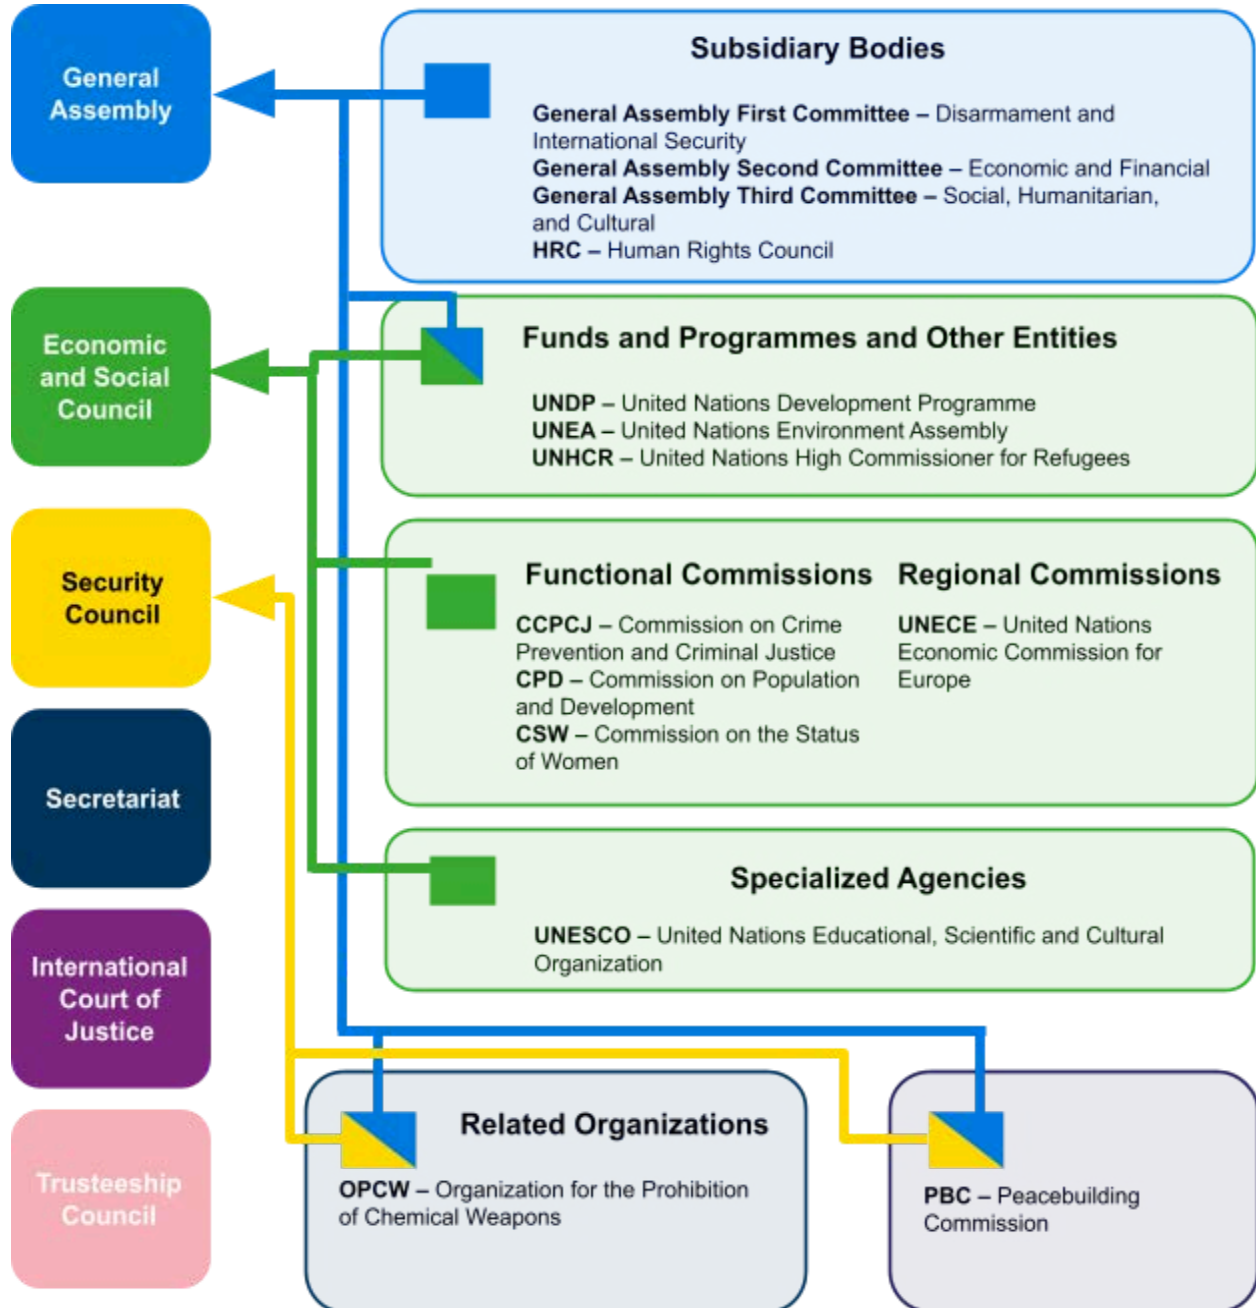 General
Assembly
Subsidiary Bodies
General Assembly First Committee – Disarmament and
International Security
General Assembly Second Committee – Economic and Financial
General Assembly Third Committee – Social, Humanitarian,
and Cultural
HRC – Human Rights Council
Economic
and Social
Council
Funds and Programmes and Other Entities
UNDP – United Nations Development Programme
UNEA – United Nations Environment Assembly
UNHCR – United Nations High Commissioner for Refugees
Security
Council
Functional Commissions
CCPCJ – Commission on Crime
Prevention and Criminal Justice
CPD – Commission on Population
and Development
CSW – Commission on the Status
of Women
Regional Commissions
UNECE – United Nations
Economic Commission for
Europe
Secretariat
Specialized Agencies
UNESCO – United Nations Educational, Scientific and Cultural
Organization
International
Court of
Justice
Trusteeship
Council
Related Organizations
OPCW – Organization for the Prohibition
of Chemical Weapons
PBC – Peacebuilding
Commission